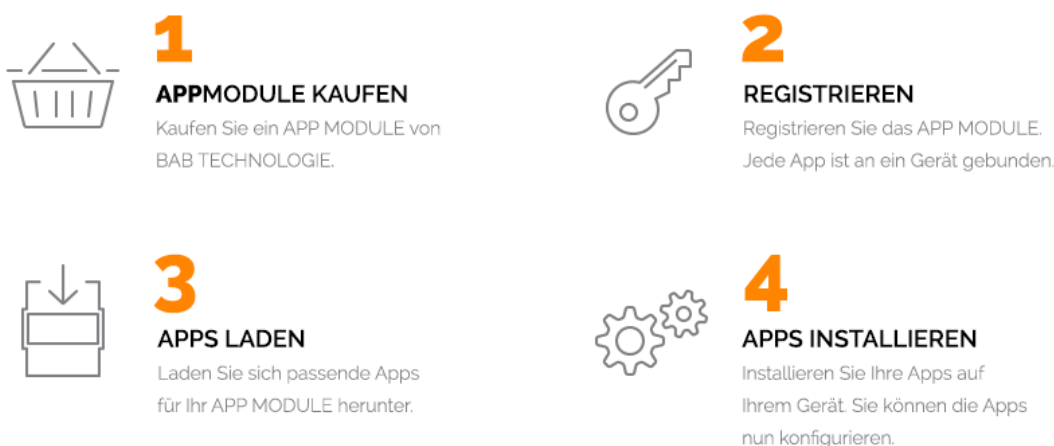 1
APPMODULE KAUFEN
Kaufen Sie ein APP MODULE von
BAB TECHNOLOGIE.
2
REGISTRIEREN
Registrieren Sie das APP MODULE.
Jede App ist an ein Gerät gebunden.
3
APPS LADEN
Laden Sie sich passende Apps
für Ihr APP MODULE herunter.
4
APPS INSTALLIEREN
Installieren Sie Ihre Apps auf
Ihrem Gerät. Sie können die Apps
nun konfigurieren.